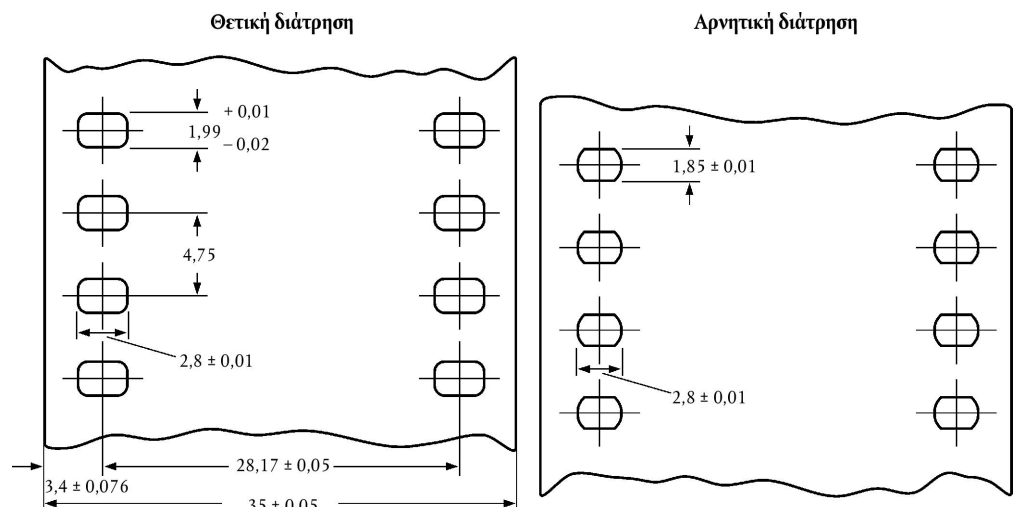 Θετική διάτρηση
Αρνητική διάτρηση
+ 0,01
1,99
– 0,02
4,75
2,8 ± 0,01
28,17 ± 0,05
3,4 ± 0,076
35 ± 0,05
1,85 ± 0,01
2,8 ± 0,01